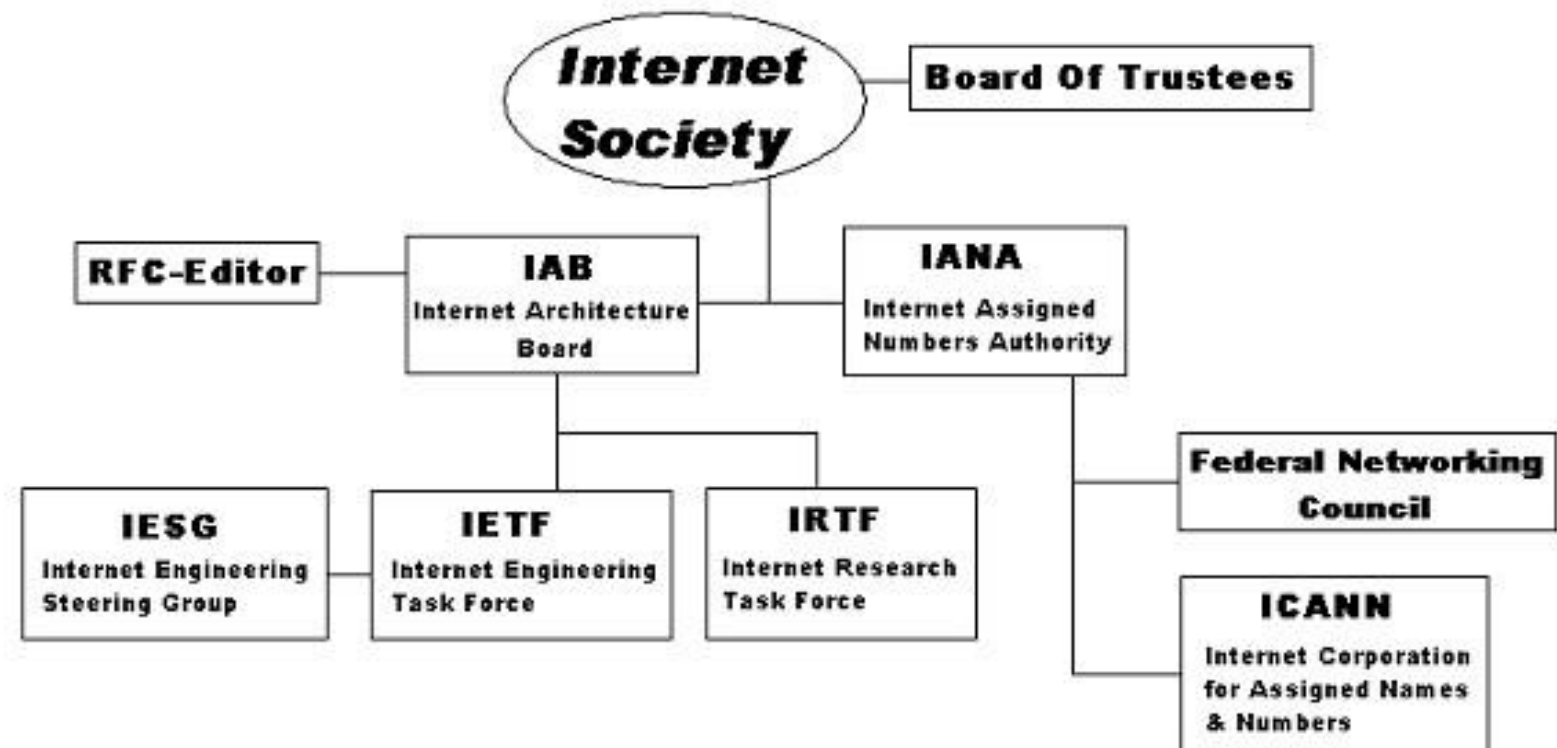 Internet
Society
Board Of Trustees
RFC-Editor
IAB
Internet Architecture
Board
IANA
Internet Assigned
Numbers Authority
Federal Networking
Council
IESG
Internet Engineering
Steering Group
IETF
Internet Engineering
Task Force
IRTF
Internet Research
Task Force
ICANN
Internet Corporation
for Assigned Names
& Numbers